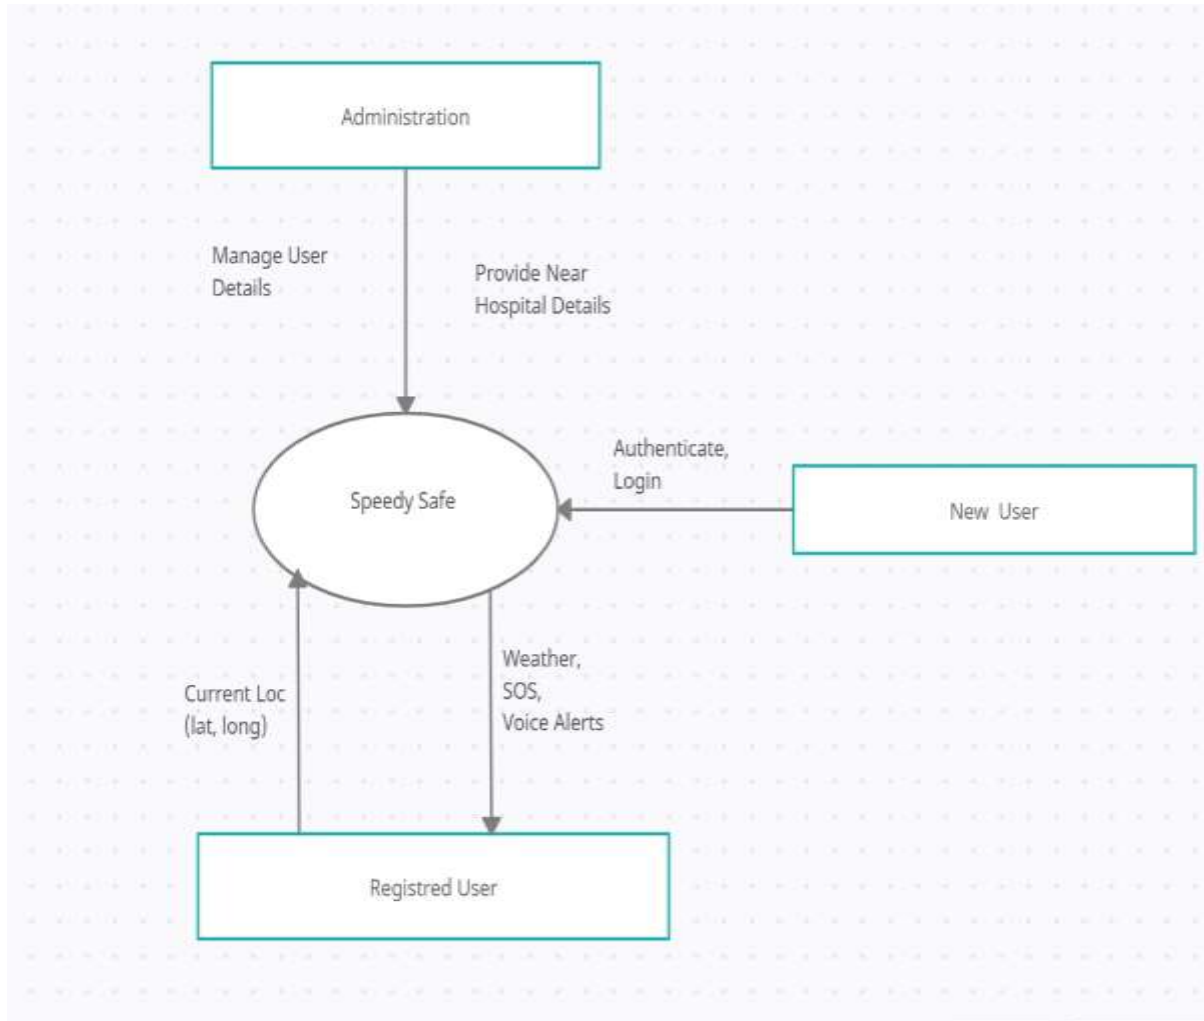 Administration
Manage User
Details
Provide Near
Hospital Details
Authenticate,
Login
Speedy Safe
New  User
Weather,
SOS,
Voice Alerts
Current Loc
(lat, long)
Registred User